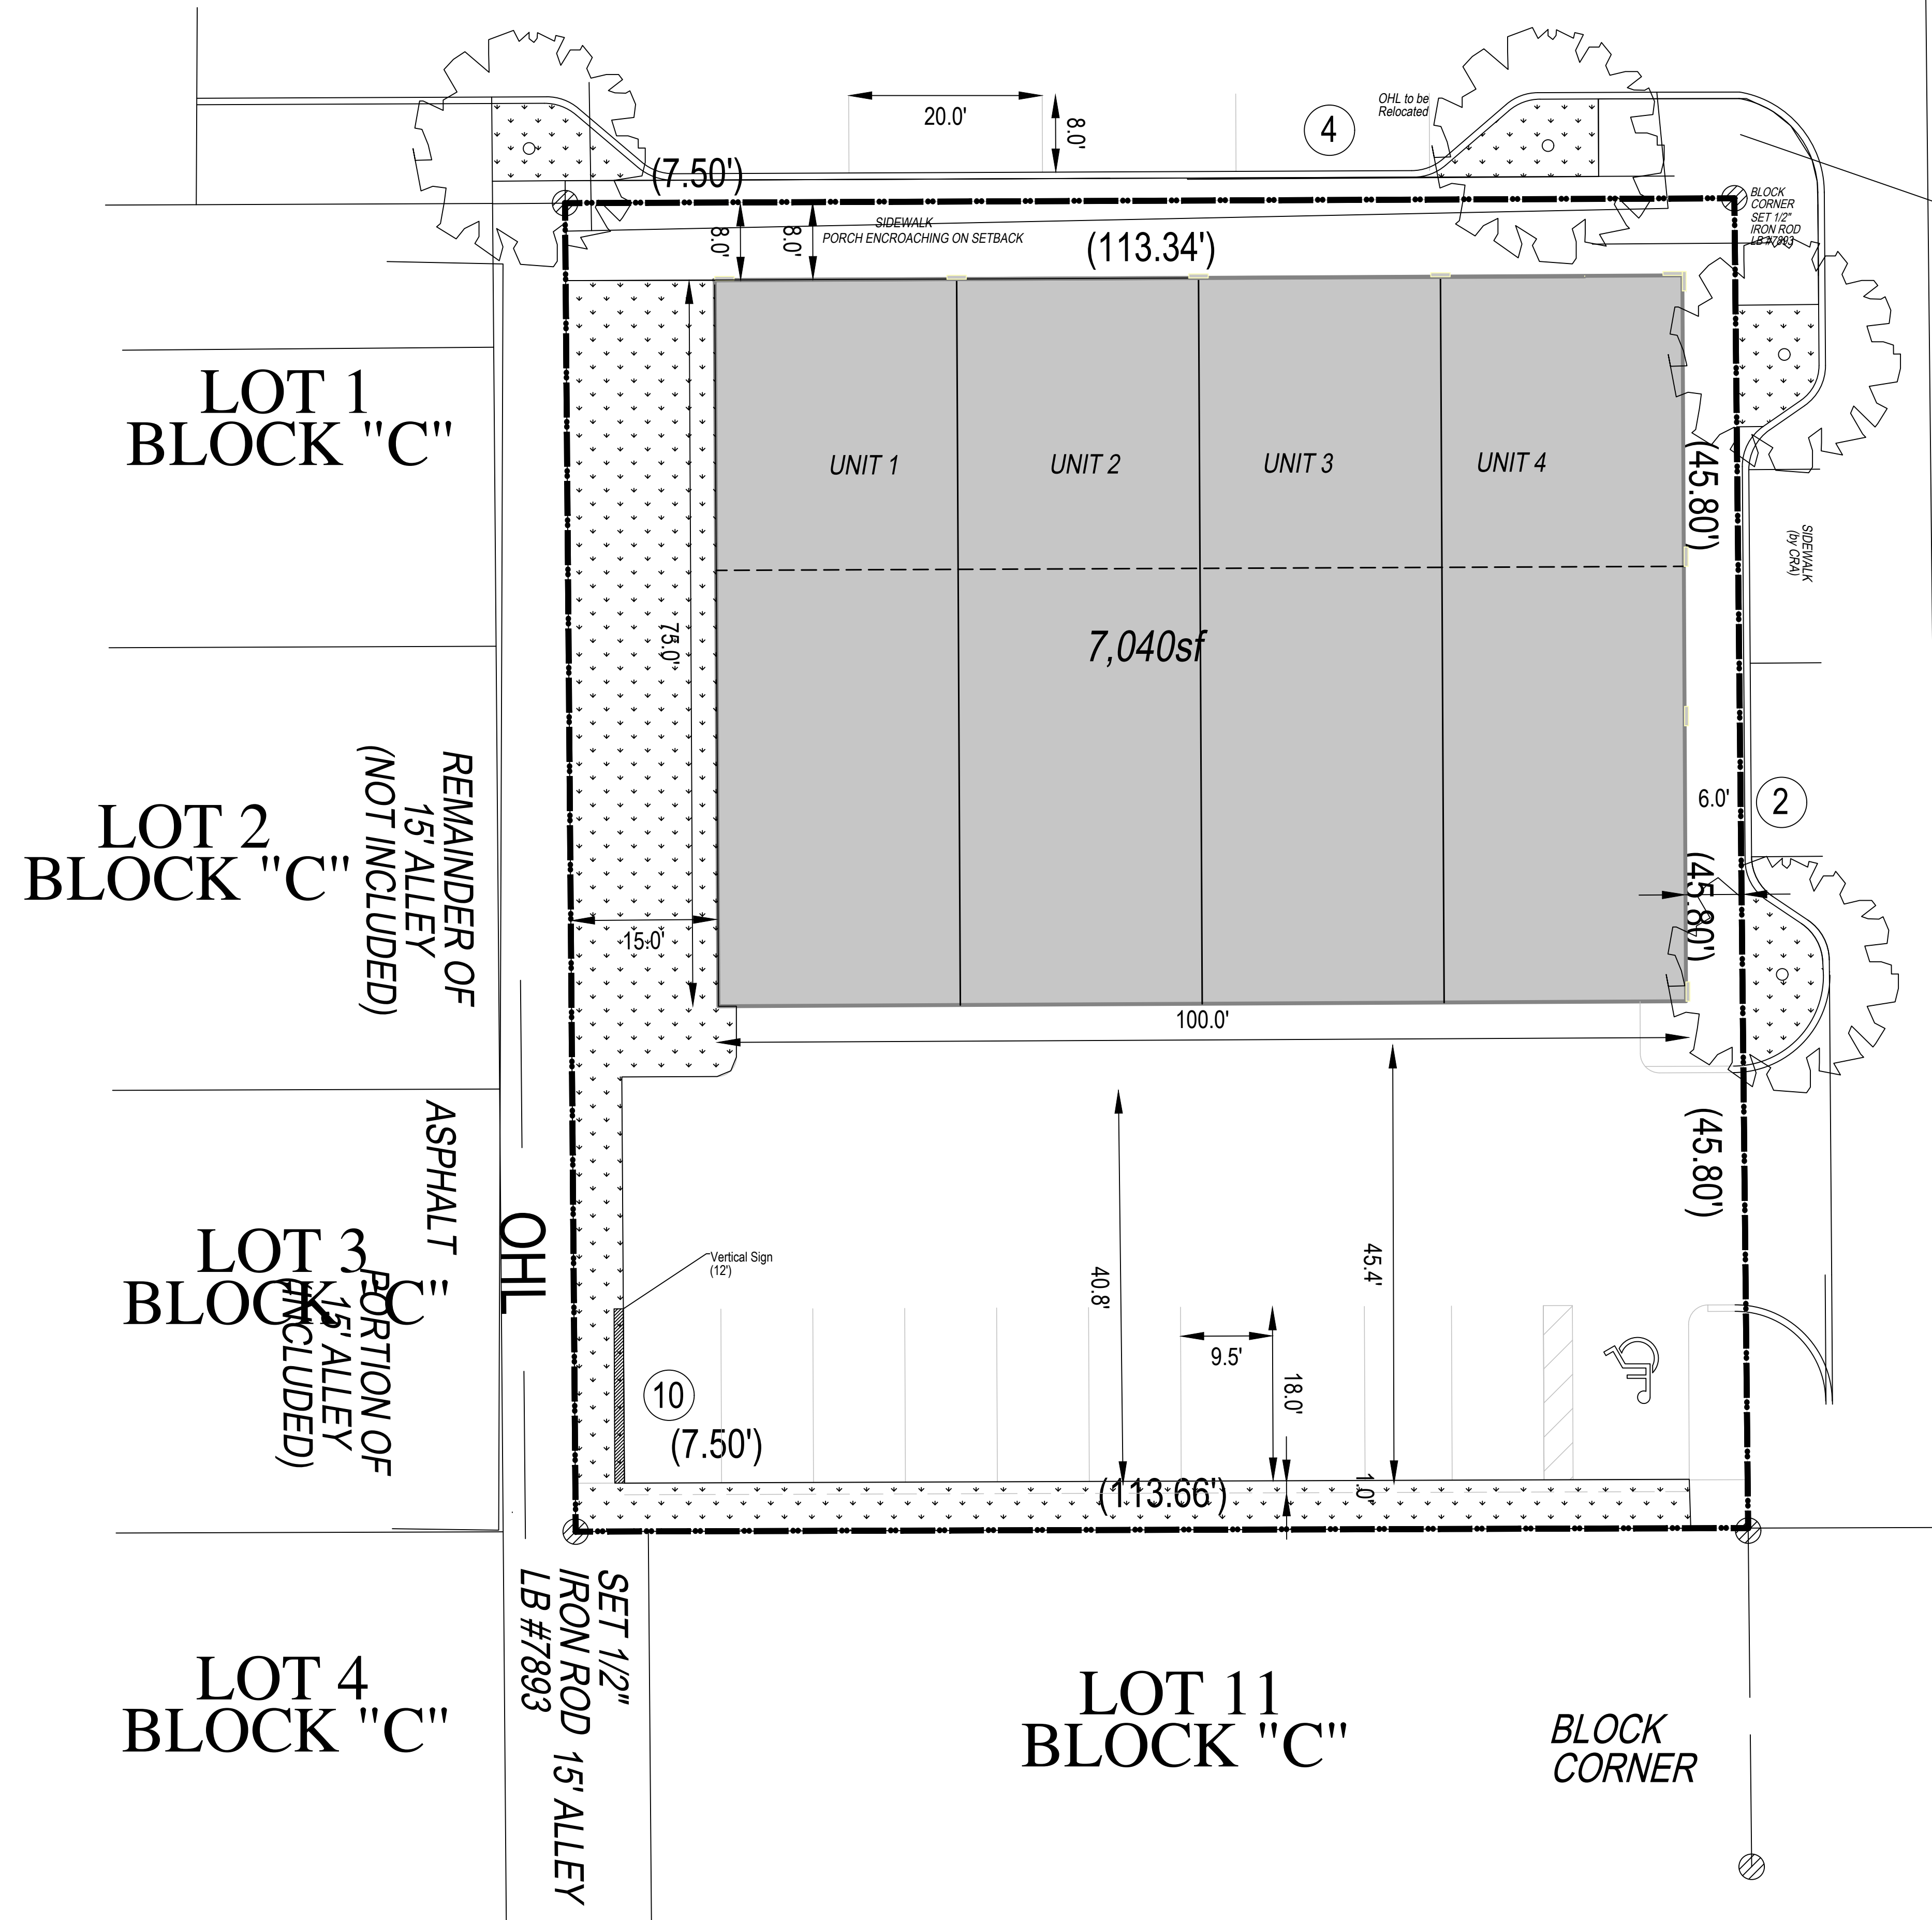 OHL to be
Relocated
20.0'
8.0'
4
(7.50')
BLOCK
CORNER
SET 1/2"
IRON ROD
LB #7893
SIDEWALK
PORCH ENCROACHING ON SETBACK
8.0'
8.0'
(113.34')
LOT 1
BLOCK "C"
UNIT 1
UNIT 2
UNIT 3
UNIT 4
(45.80')
SIDEWALK
(by CRA)
75.0'
7,040sf
6.0'
2
LOT 2
BLOCK "C"
REMAINDER OF
15' ALLEY
(NOT INCLUDED)
15.0'
(45.80')
100.0'
ASPHALT
(45.80')
LOT 3
BLOCK "C"
PORTION OF
15' ALLEY
(INCLUDED)
OHL
Vertical Sign
(12')
40.8'
45.4'
9.5'
18.0'
10
(7.50')
(113.66')
1.0'
SET 1/2"
IRON ROD
LB #7893
15' ALLEY
LOT 4
BLOCK "C"
LOT 11
BLOCK "C"
BLOCK
CORNER